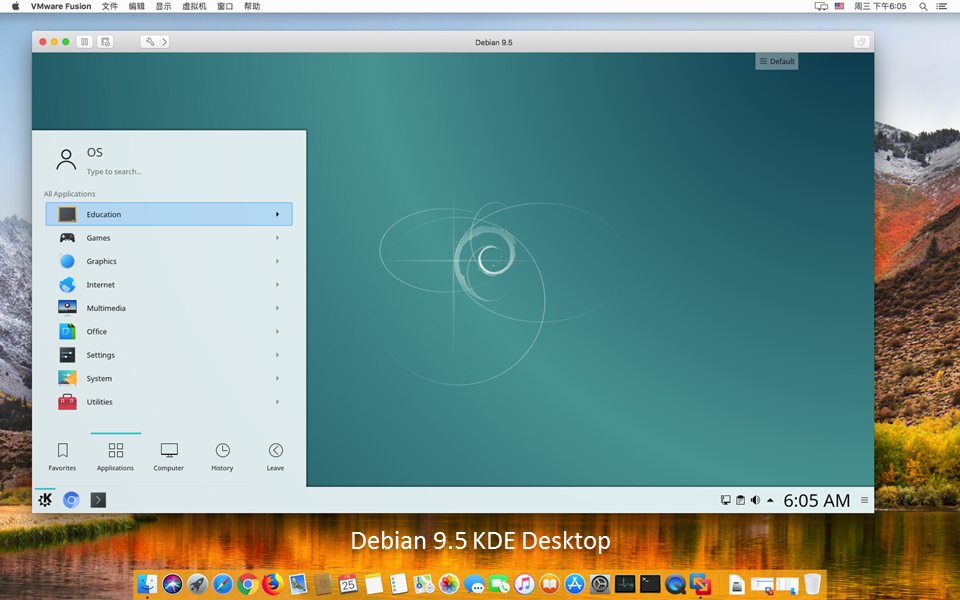 VMware Fusion 文件 编辑 显示 虚拟机 窗口 帮助 周三 下午6:05
Debian 9.5
Default
OS
Type to search...
All Applications
Education
Games
Graphics
Internet
Multimedia
Office
Settings
System
Utilities
Favorites Applications Computer History Leave
6:05 AM
Debian 9.5 KDE Desktop
25